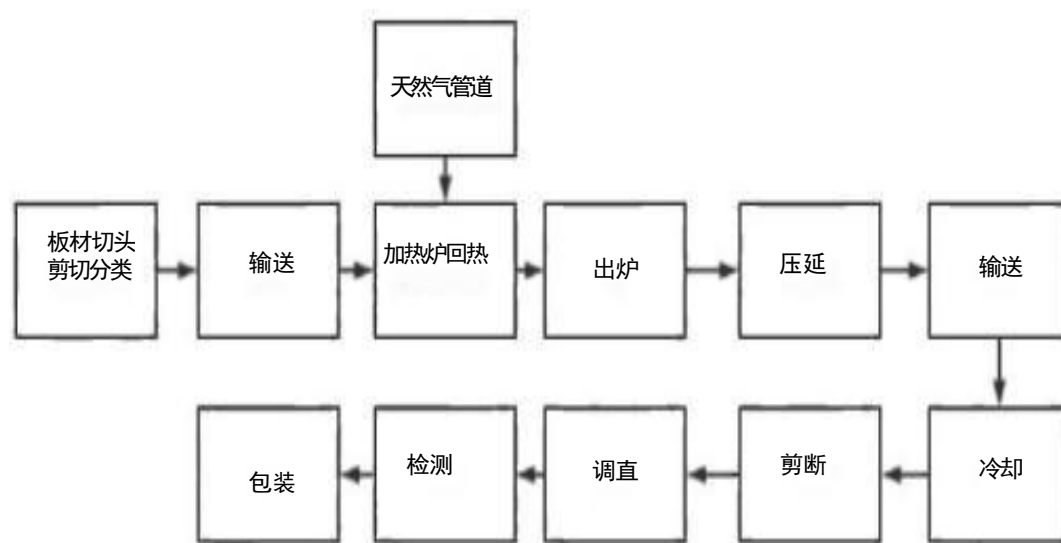 天然气管道
板材切头
剪切分类
输送
加热炉回热
出炉
压延
输送
冷却
剪断
调直
检测
包装